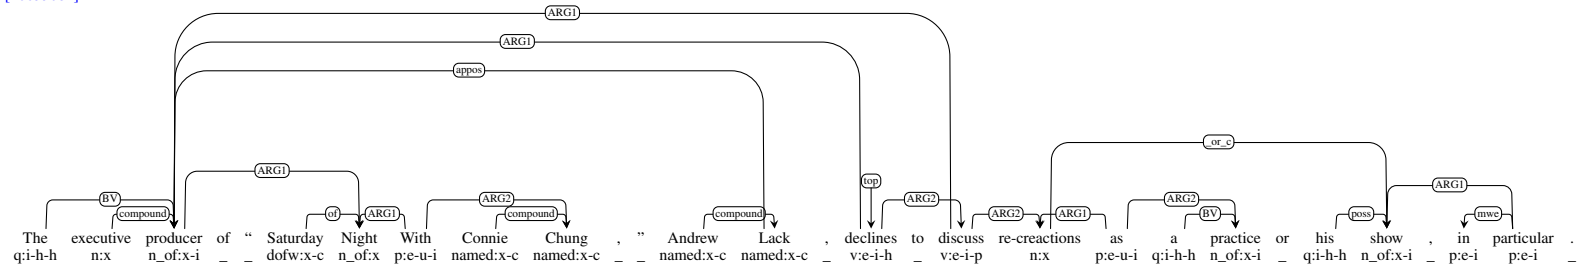 ARG1
ARG1
appos
_or_c
ARG1 top ARG1
BV ARG2 ARG2 ARG2
compound of ARG1 compound compound ARG2 ARG1 BV poss mwe
The executive producer of “ Saturday Night With Connie Chung , ” Andrew Lack , declines to discuss re-creactions as a practice or his show , in particular .
q:i-h-h n:x n_of:x-i _ _ dofw:x-c n_of:x p:e-u-i named:x-c named:x-c _ _ named:x-c named:x-c _ v:e-i-h _ v:e-i-p n:x p:e-u-i q:i-h-h n_of:x-i _ q:i-h-h n_of:x-i _ p:e-i p:e-i _